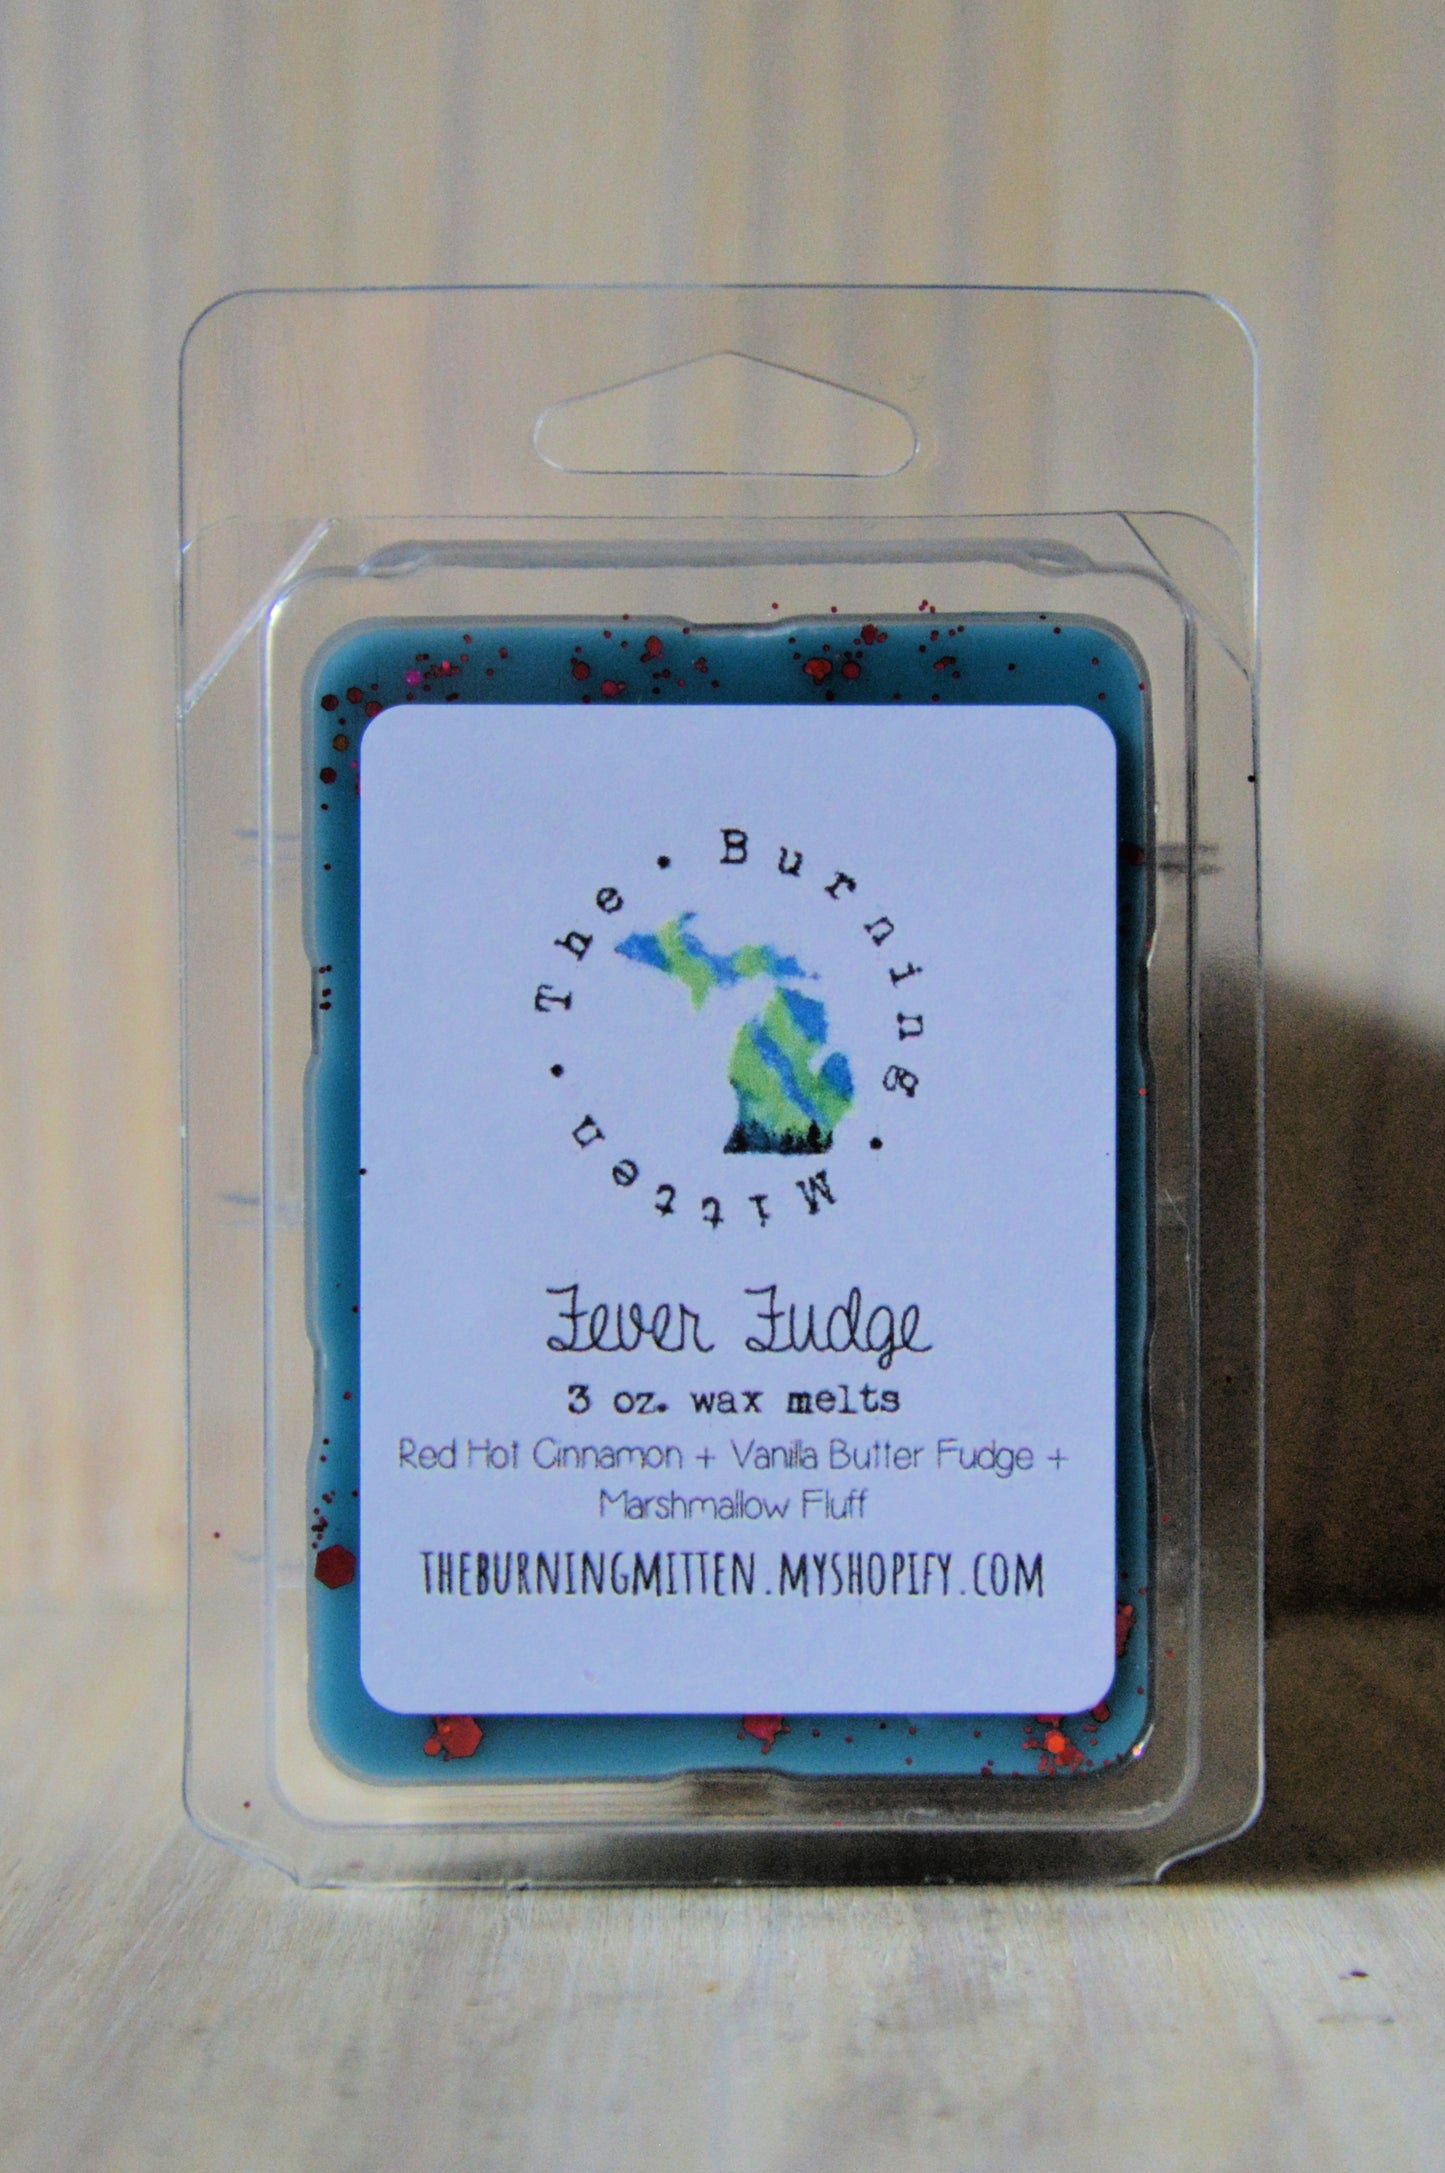 The • Burning • Mitten •
Fever Fudge
3 oz. wax melts
Red Hot Cinnamon + Vanilla Butter Fudge +
Marshmallow Fluff
THEBURNINGMITTEN.MYSHOPIFY.COM